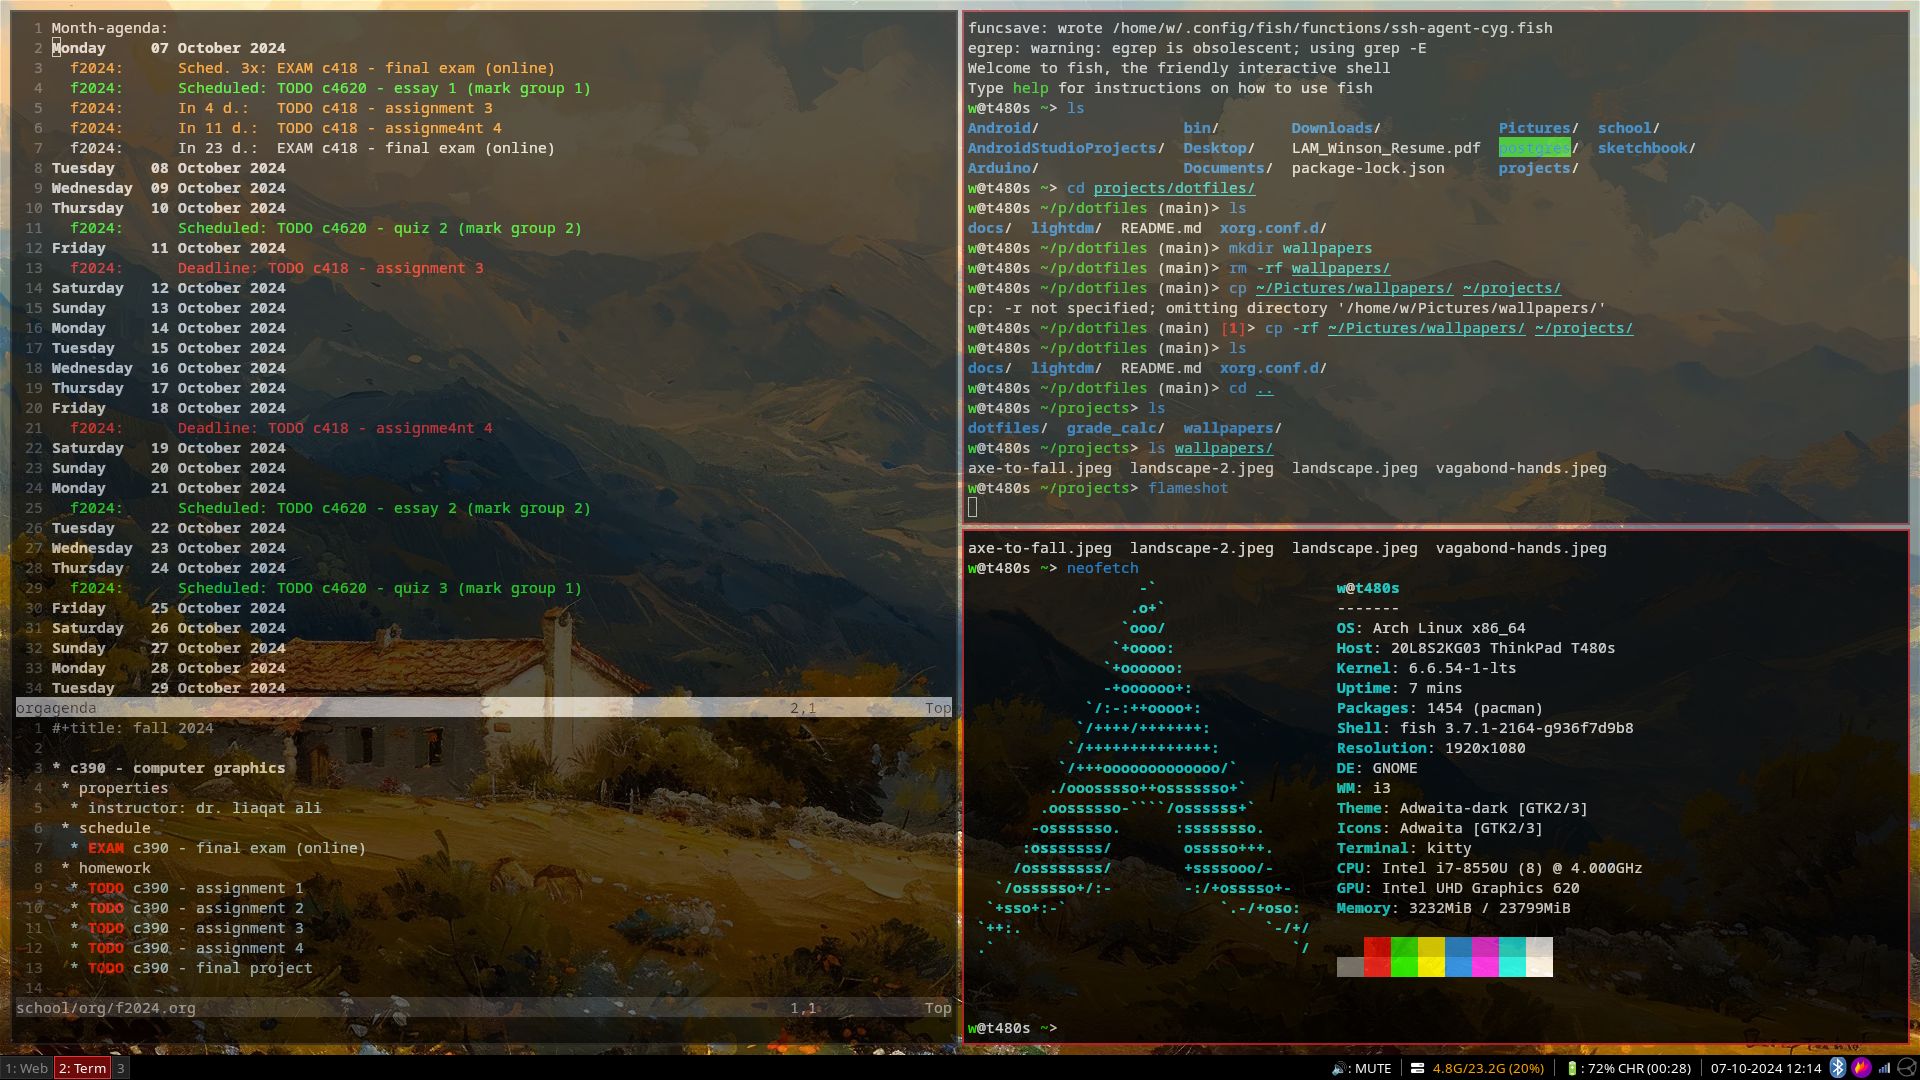 1 Month-agenda:
2 Monday    07 October 2024
3   f2024:      Sched. 3x: EXAM c418 - final exam (online)
4   f2024:      Scheduled: TODO c4620 - essay 1 (mark group 1)
5   f2024:      In 4 d.:   TODO c418 - assignment 3
6   f2024:      In 11 d.:  TODO c418 - assignme4nt 4
7   f2024:      In 23 d.:  EXAM c418 - final exam (online)
8 Tuesday   08 October 2024
9 Wednesday  09 October 2024
10 Thursday   10 October 2024
11   f2024:      Scheduled: TODO c4620 - quiz 2 (mark group 2)
12 Friday     11 October 2024
13   f2024:      Deadline: TODO c418 - assignment 3
14 Saturday   12 October 2024
15 Sunday     13 October 2024
16 Monday     14 October 2024
17 Tuesday    15 October 2024
18 Wednesday  16 October 2024
19 Thursday   17 October 2024
20 Friday     18 October 2024
21   f2024:      Deadline: TODO c418 - assignme4nt 4
22 Saturday   19 October 2024
23 Sunday     20 October 2024
24 Monday     21 October 2024
25   f2024:      Scheduled: TODO c4620 - essay 2 (mark group 2)
26 Tuesday    22 October 2024
27 Wednesday  23 October 2024
28 Thursday   24 October 2024
29   f2024:      Scheduled: TODO c4620 - quiz 3 (mark group 1)
30 Friday     25 October 2024
31 Saturday   26 October 2024
32 Sunday     27 October 2024
33 Monday     28 October 2024
34 Tuesday    29 October 2024
orgagenda 2,1 Top
1 #+title: fall 2024
2
3 * c390 - computer graphics
4  * properties
5   * instructor: dr. liaqat ali
6  * schedule
7   * EXAM c390 - final exam (online)
8  * homework
9   * TODO c390 - assignment 1
10   * TODO c390 - assignment 2
11   * TODO c390 - assignment 3
12   * TODO c390 - assignment 4
13   * TODO c390 - final project
14
school/org/f2024.org 1,1 Top
funcsave: wrote /home/w/.config/fish/functions/ssh-agent-cyg.fish
egrep: warning: egrep is obsolescent; using grep -E
Welcome to fish, the friendly interactive shell
Type help for instructions on how to use fish
w@t480s ~> ls
Android/                bin/        Downloads/             Pictures/  school/
AndroidStudioProjects/  Desktop/    LAM_Winson_Resume.pdf  postgres/  sketchbook/
Arduino/                Documents/  package-lock.json      projects/
w@t480s ~> cd projects/dotfiles/
w@t480s ~/p/dotfiles (main)> ls
docs/  lightdm/  README.md  xorg.conf.d/
w@t480s ~/p/dotfiles (main)> mkdir wallpapers
w@t480s ~/p/dotfiles (main)> rm -rf wallpapers/
w@t480s ~/p/dotfiles (main)> cp ~/Pictures/wallpapers/ ~/projects/
cp: -r not specified; omitting directory '/home/w/Pictures/wallpapers/'
w@t480s ~/p/dotfiles (main) [1]> cp -rf ~/Pictures/wallpapers/ ~/projects/
w@t480s ~/p/dotfiles (main)> ls
docs/  lightdm/  README.md  xorg.conf.d/
w@t480s ~/p/dotfiles (main)> cd ..
w@t480s ~/projects> ls
dotfiles/  grade_calc/  wallpapers/
w@t480s ~/projects> ls wallpapers/
axe-to-fall.jpeg  landscape-2.jpeg  landscape.jpeg  vagabond-hands.jpeg
w@t480s ~/projects> flameshot
axe-to-fall.jpeg  landscape-2.jpeg  landscape.jpeg  vagabond-hands.jpeg
w@t480s ~> neofetch
                   -`                    w@t480s
                  .o+`                   -------
                 `ooo/                   OS: Arch Linux x86_64
                `+oooo:                  Host: 20L8S2KG03 ThinkPad T480s
               `+oooooo:                 Kernel: 6.6.54-1-lts
               -+oooooo+:                Uptime: 7 mins
             `/:-:++oooo+:               Packages: 1454 (pacman)
            `/++++/+++++++:              Shell: fish 3.7.1-2164-g936f7d9b8
           `/++++++++++++++:             Resolution: 1920x1080
          `/+++ooooooooooooo/`           DE: GNOME
         ./ooosssso++osssssso+`          WM: i3
        .oossssso-````/ossssss+`         Theme: Adwaita-dark [GTK2/3]
       -osssssso.      :ssssssso.        Icons: Adwaita [GTK2/3]
      :osssssss/        osssso+++.       Terminal: kitty
     /ossssssss/        +ssssooo/-       CPU: Intel i7-8550U (8) @ 4.000GHz
   `/ossssso+/:-        -:/+osssso+-     GPU: Intel UHD Graphics 620
  `+sso+:-`                 `.-/+oso:    Memory: 3232MiB / 23799MiB
 `++:.                           `-/+/
 .`                                 `/
w@t480s ~>
1: Web 2: Term 3 : MUTE 4.8G/23.2G (20%) : 72% CHR (00:28) 07-10-2024 12:14